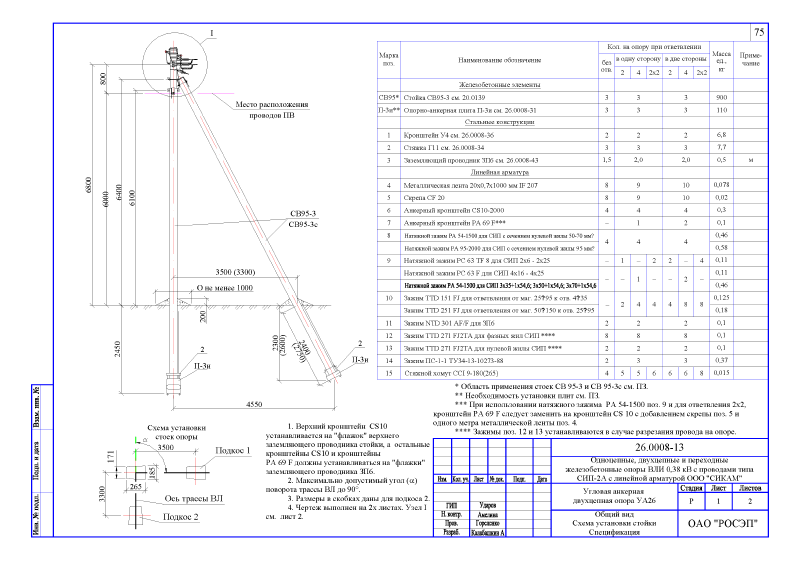 75
1
800
6800
6000
6400
6100
2450
Место расположения
проводов ПВ
СВ95-3
СВ95-3с
3500 (3300)
О не менее 1000
200
2300
(2600)
2400
(2750)
2
П-3и
2
П-3и
4550
Схема установки
стоек опоры
α
3500
171
185
265
3300
Подкос 1
Ось трассы ВЛ
Подкос 2
Марка поз.
Наименование обозначение
Кол. на опору при ответвлении
без отв.
в одну сторону
в две стороны
2 4 2х2 2 4 2х2
Масса ед., кг
Приме-чание
Железобетонные элементы
СВ95* Стойка СВ95-3 см. 20.0139 3 3 3 900
П-3и** Опорно-анкерная плита П-3и см. 26.0008-31 3 3 3 110
Стальные конструкции
1 Кронштейн У4 см. 26.0008-36 2 2 2 6,8
2 Стяжка Г11 см. 26.0008-34 3 3 3 7,7
3 Заземляющий проводник ЗП6 см. 26.0008-43 1,5 2,0 2,0 0,5 м
Линейная арматура
4 Металлическая лента 20х0,7х1000 мм IF 207 8 9 10 0,078
5 Скрепа CF 20 8 9 10 0,02
6 Анкерный кронштейн CS10-2000 4 4 4 0,3
7 Анкерный кронштейн РА 69 F*** – 1 2 0,1
8 Натяжной зажим РА 54-1500 для СИП с сечением нулевой жилы 50-70 мм² 4 4 4 0,46
Натяжной зажим РА 95-2000 для СИП с сечением нулевой жилы 95 мм² 0,58
9 Натяжной зажим РС 63 TF 8 для СИП 2х6 - 2х25 – 1 – 2 2 – 4 0,11
Натяжной зажим РС 63 F для СИП 4х16 - 4х25 – – 1 – – 2 – 0,11
Натяжной зажим РА 54-1500 для СИП 3х35+1х54,6; 3х50+1х54,6; 3х70+1х54,6 0,46
10 Зажим TTD 151 FJ для ответвления от маг. 25?95 к отв. 4?35 – 2 4 4 4 8 8 0,125
Зажим TTD 251 FJ для ответвления от маг. 50?150 к отв. 25?95 0,18
11 Зажим NTD 301 AF/F для ЗП6 2 2 2 0,1
12 Зажим TTD 271 FJ2TA для фазных жил СИП **** 8 8 8 0,1
13 Зажим TTD 271 FJ2TA для нулевой жилы СИП **** 2 2 2 0,1
14 Зажим ПС-1-1 ТУ34-13-10273-88 2 3 3 0,37
15 Стяжной хомут CCI 9-180(265) 4 5 5 6 6 6 8 0,015
* Область применения стоек СВ 95-3 и СВ 95-3с см. ПЗ.
** Необходимость установки плит см. ПЗ.
*** При использовании натяжного зажима РА 54-1500 поз. 9 и для ответвления 2х2,
кронштейн РА 69 F следует заменить на кронштейн CS 10 с добавлением скрепы поз. 5 и
одного метра металлической ленты поз. 4.
**** Зажимы поз. 12 и 13 устанавливаются в случае разрезания провода на опоре.
1. Верхний кронштейн CS10
устанавливается на "флажок" верхнего
заземляющего проводника стойки, а остальные
кронштейны CS10 и кронштейны
РА 69 F должны устанавливаться на "флажки"
заземляющего проводника ЗП6.
2. Максимально допустимый угол (α)
поворота трассы ВЛ до 90°.
3. Размеры в скобках даны для подкоса 2.
4. Чертеж выполнен на 2х листах. Узел 1
см. лист 2.
26.0008-13
Одноцепные, двухцепные и переходные
железобетонные опоры ВЛИ 0,38 кВ с проводами типа
СИП-2А с линейной арматурой ООО "СИКАМ"
Изм. Кол. уч. Лист № док. Подп. Дата
Угловая анкерная
двухцепная опора УА26
Стадия Лист Листов
Р 1 2
ГИП Ударов
Н. контр. Амелина
Пров. Гореленко
Разраб. Калабашкин А
Общий вид
Схема установки стойки
Спецификация
ОАО "РОСЭП"
Взам. инв. №
Подп. и дата
Инв. № подл.